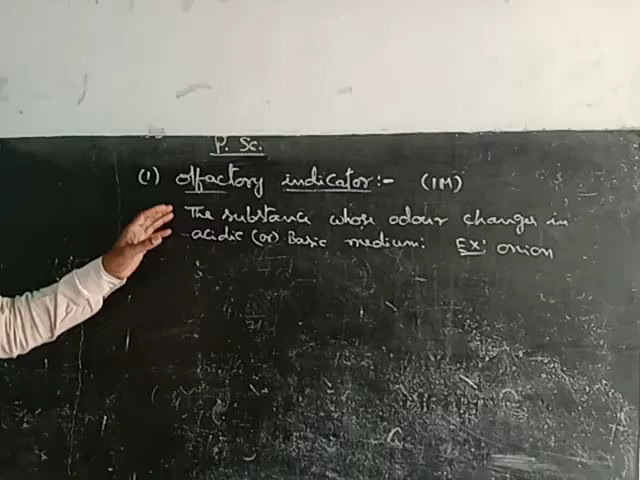 P. Sc.
(1) olfactory indicator:- (1M)
The substance whose odour changes in
acidic (or) Basic medium: Ex: onion